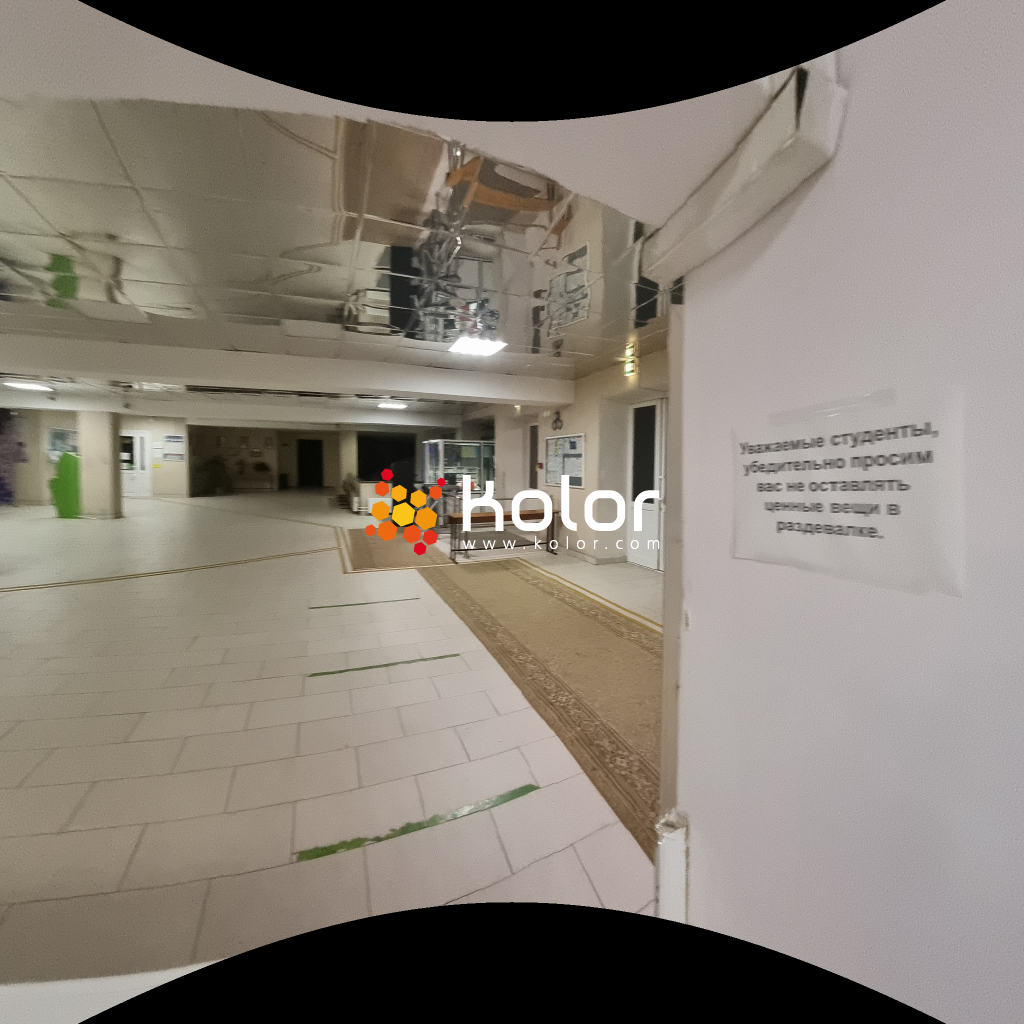 kolor
www.kolor.com
Уважаемые студенты,
убедительно просим
вас не оставлять
ценные вещи в
раздевалке.